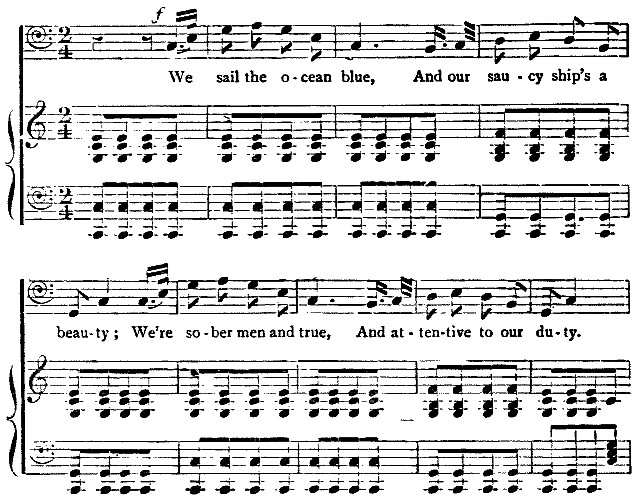 f
We sail the o-cean blue, And our sau-cy ship's a
beau-ty; We're so-ber men and true, And at-ten-tive to our du-ty.